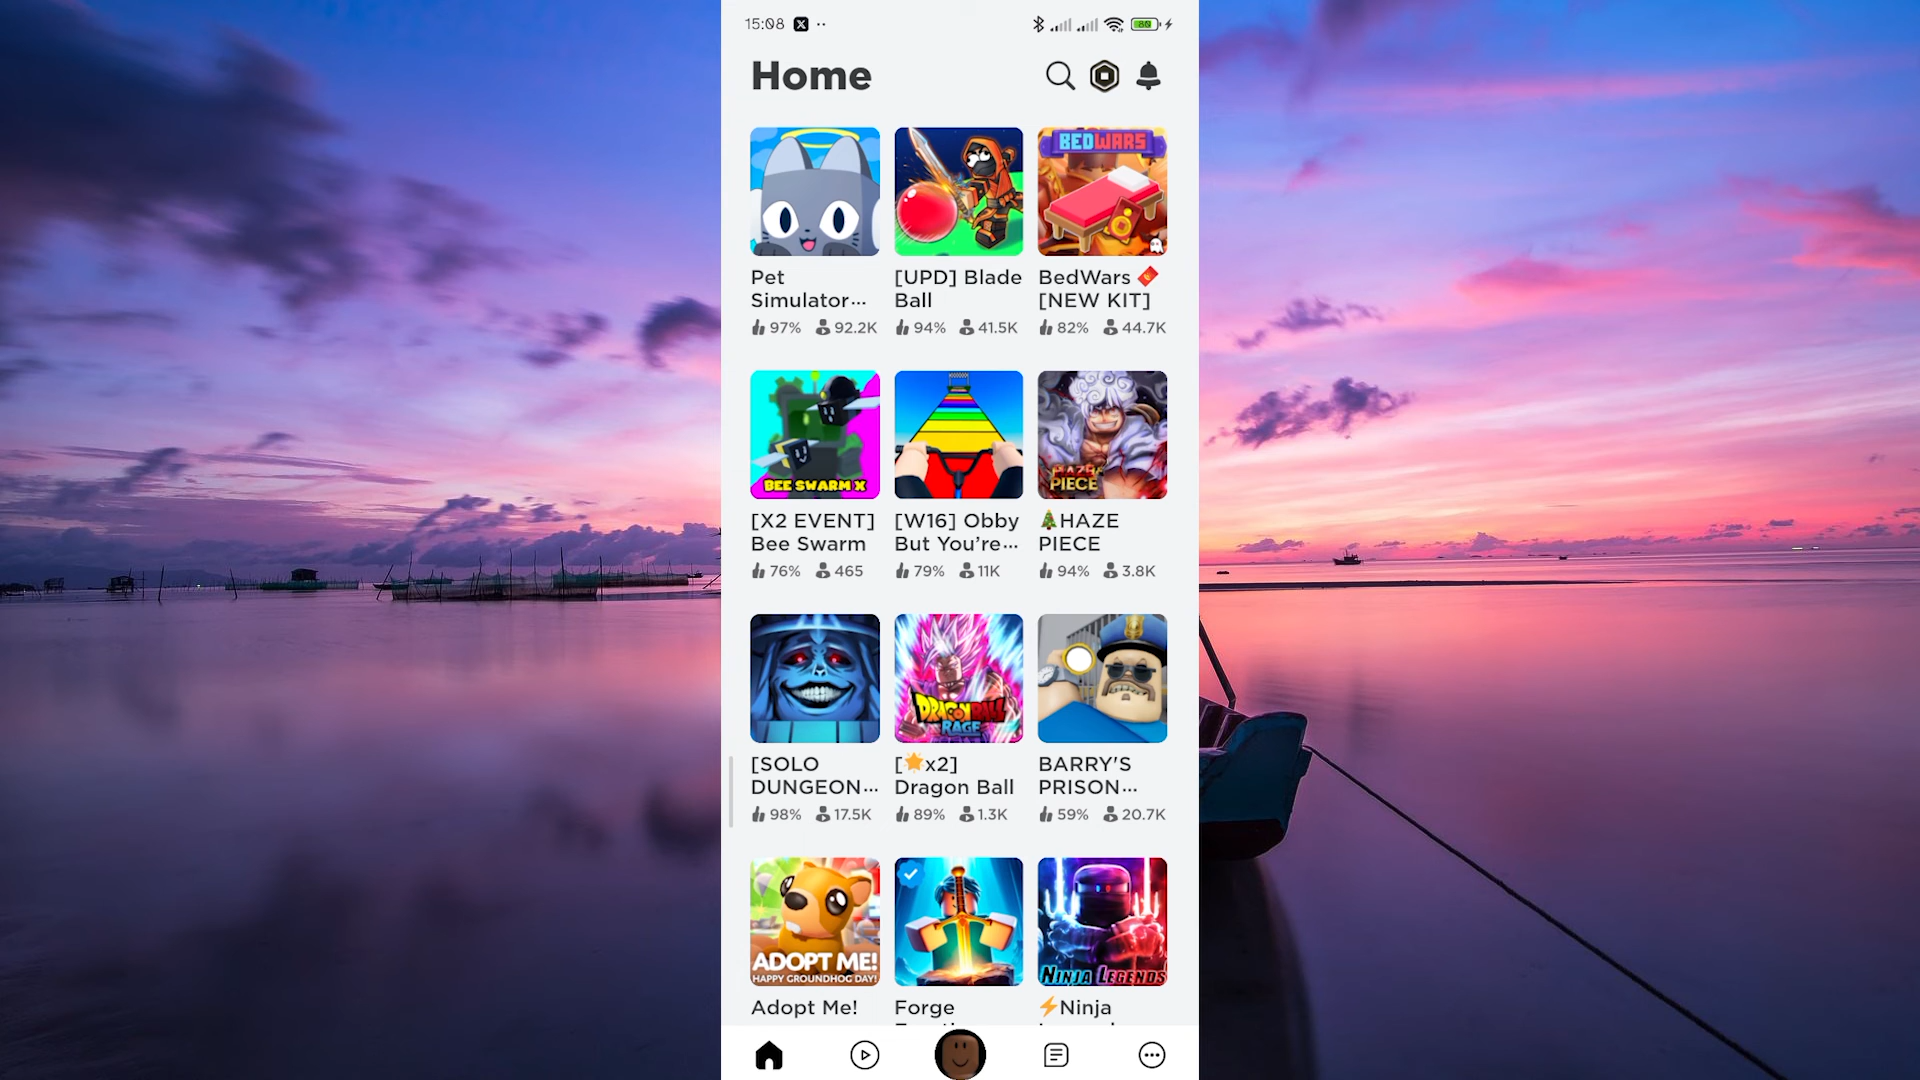 15:08
80
Home
BEDWARS
Pet
Simulator...
97% 92.2K
[UPD] Blade
Ball
94% 41.5K
BedWars 🧧
[NEW KIT]
82% 44.7K
BEE SWARM X
HAZE
PIECE
[X2 EVENT]
Bee Swarm
76% 465
[W16] Obby
But You're...
79% 11K
🎄HAZE
PIECE
94% 3.8K
DRAGON BALL
RAGE
[SOLO
DUNGEON...
98% 17.5K
[🌟x2]
Dragon Ball
89% 1.3K
BARRY'S
PRISON...
59% 20.7K
ADOPT ME!
HAPPY GROUNDHOG DAY!
NINJA LEGENDS
Adopt Me!
Forge
⚡Ninja